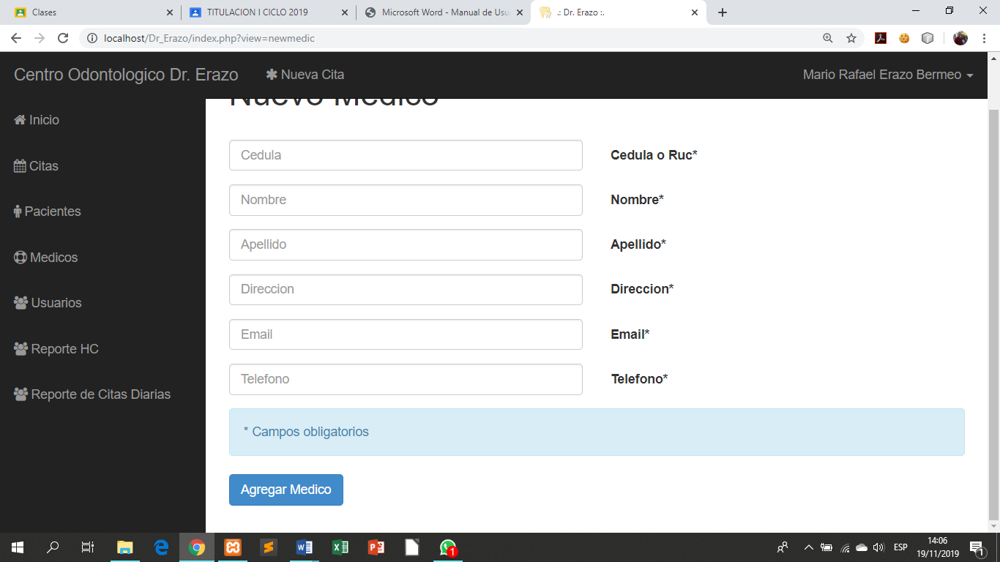 Clases
TITULACION I CICLO 2019
Microsoft Word - Manual de Usu
.: Dr. Erazo :.
localhost/Dr_Erazo/index.php?view=newmedic
Centro Odontologico Dr. Erazo
Nueva Cita
Mario Rafael Erazo Bermeo
Inicio
Citas
Pacientes
Medicos
Usuarios
Reporte HC
Reporte de Citas Diarias
Nuevo Medico
Cedula
Cedula o Ruc*
Nombre
Nombre*
Apellido
Apellido*
Direccion
Direccion*
Email
Email*
Telefono
Telefono*
* Campos obligatorios
Agregar Medico
1
ESP
14:06
19/11/2019
1